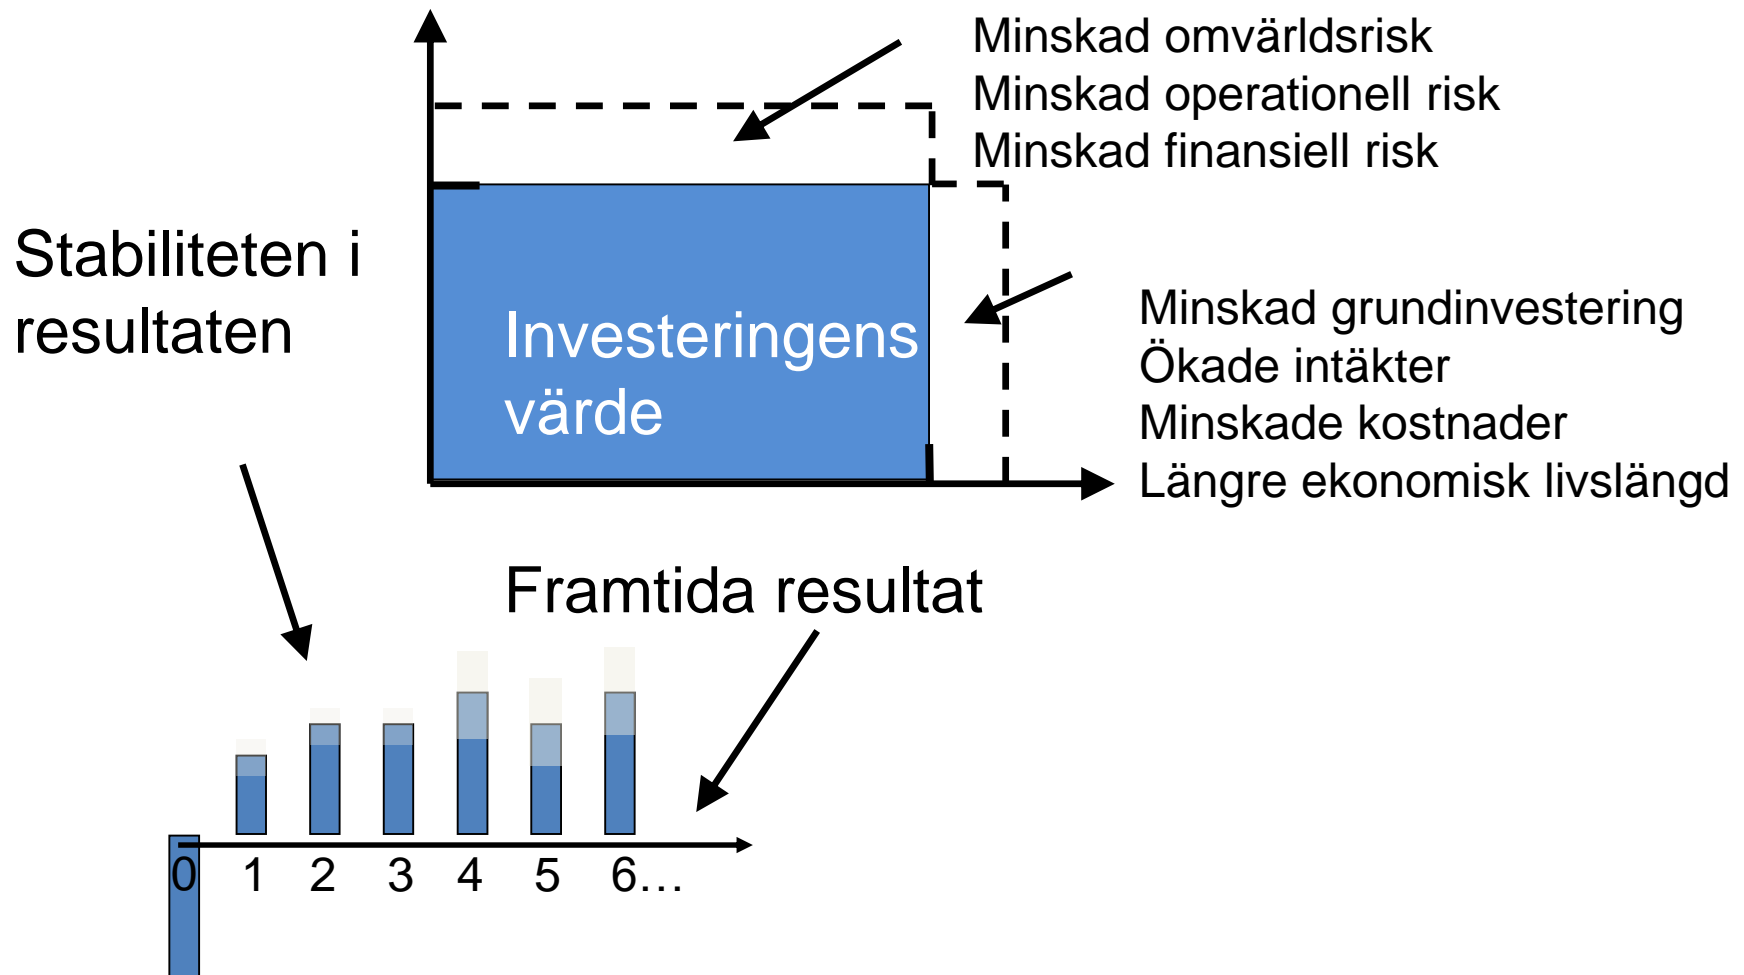 Minskad omvärldsrisk
Minskad operationell risk
Minskad finansiell risk
Stabiliteten i
resultaten
Investeringens
värde
Minskad grundinvestering
Ökade intäkter
Minskade kostnader
Längre ekonomisk livslängd
Framtida resultat
0 1 2 3 4 5 6…